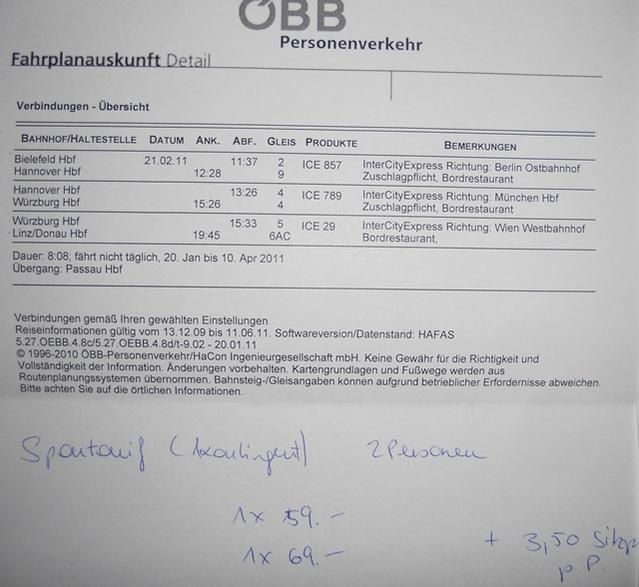 ÖBB
Personenverkehr
Fahrplanauskunft Detail
Verbindungen - Übersicht
BAHNHOF/HALTESTELLE DATUM ANK. ABF. GLEIS PRODUKTE BEMERKUNGEN
Bielefeld Hbf 21.02.11 11:37 2 ICE 857 InterCityExpress Richtung: Berlin Ostbahnhof
Hannover Hbf 12:28 9 Zuschlagpflicht, Bordrestaurant
Hannover Hbf 13:26 4 ICE 789 InterCityExpress Richtung: München Hbf
Würzburg Hbf 15:26 4 Zuschlagpflicht, Bordrestaurant
Würzburg Hbf 15:33 5 ICE 29 InterCityExpress Richtung: Wien Westbahnhof
Linz/Donau Hbf 19:45 6AC Bordrestaurant,
Dauer: 8:08; fährt nicht täglich, 20. Jan bis 10. Apr 2011
Übergang: Passau Hbf
Verbindungen gemäß Ihren gewählten Einstellungen
Reiseinformationen gültig vom 13.12.09 bis 11.06.11. Softwareversion/Datenstand: HAFAS
5.27.OEBB.4.8c/5.27.OEBB.4.8d/t-9.02 - 20.01.11
© 1996-2010 ÖBB-Personenverkehr/HaCon Ingenieurgesellschaft mbH. Keine Gewähr für die Richtigkeit und
Vollständigkeit der Information. Änderungen vorbehalten. Kartengrundlagen und Fußwege werden aus
Routenplanungssystemen übernommen. Bahnsteig-/Gleisangaben können aufgrund betrieblicher Erfordernisse abweichen.
Bitte achten Sie auf die örtlichen Informationen.
(Kontingent) 2 Personen
1x 59.-
+ 3,50
1x 69.-
p.P.